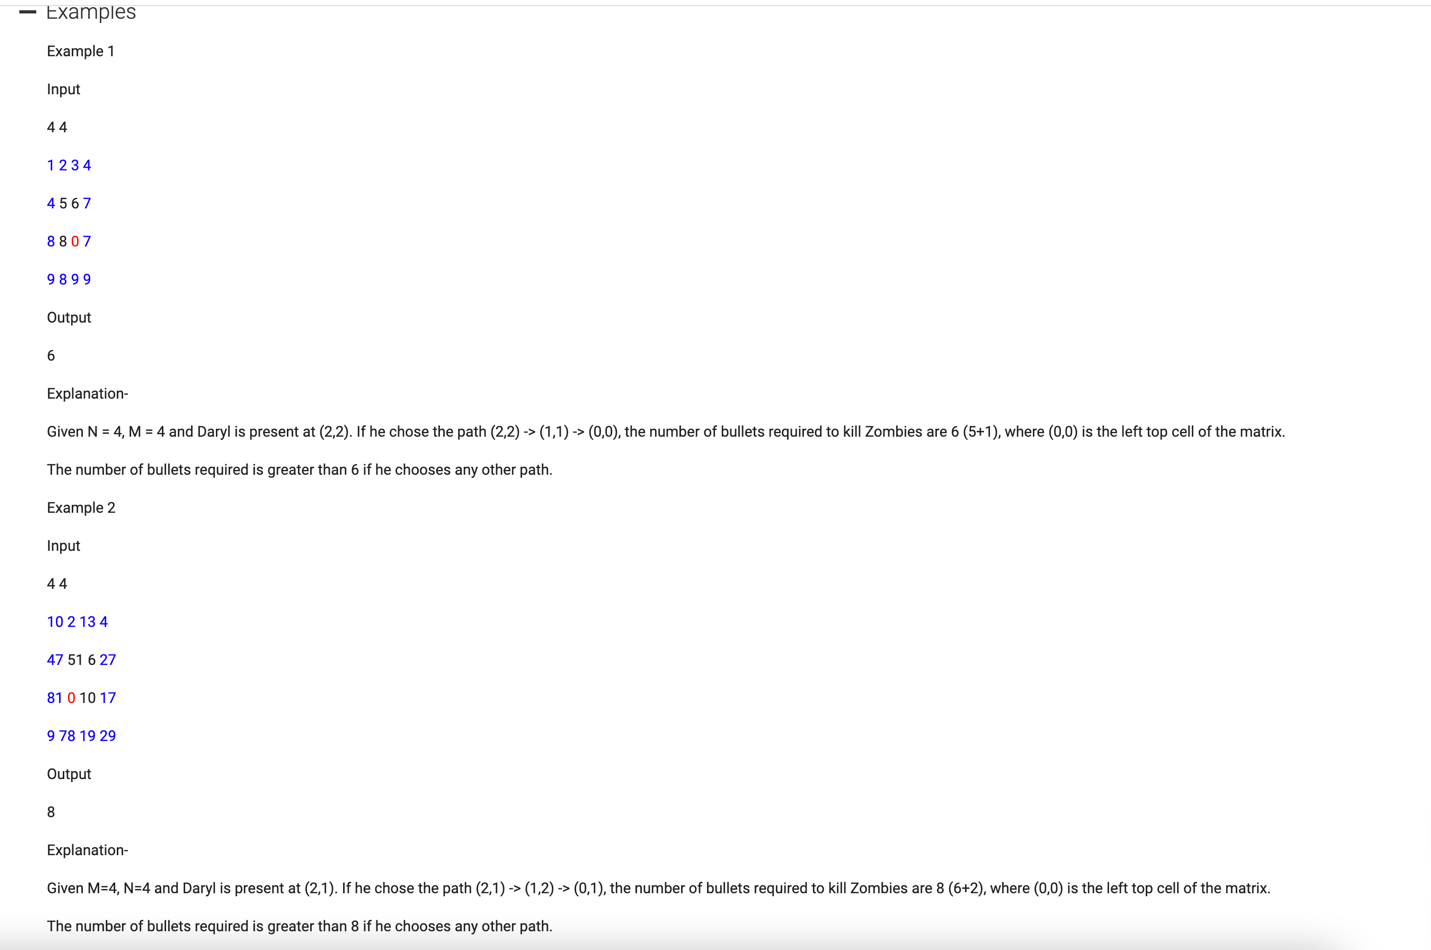 Examples
Example 1
Input
4 4
1 2 3 4
4 5 6 7
8 8 0 7
9 8 9 9
Output
6
Explanation-
Given N = 4, M = 4 and Daryl is present at (2,2). If he chose the path (2,2) -> (1,1) -> (0,0), the number of bullets required to kill Zombies are 6 (5+1), where (0,0) is the left top cell of the matrix.
The number of bullets required is greater than 6 if he chooses any other path.
Example 2
Input
4 4
10 2 13 4
47 51 6 27
81 0 10 17
9 78 19 29
Output
8
Explanation-
Given M=4, N=4 and Daryl is present at (2,1). If he chose the path (2,1) -> (1,2) -> (0,1), the number of bullets required to kill Zombies are 8 (6+2), where (0,0) is the left top cell of the matrix.
The number of bullets required is greater than 8 if he chooses any other path.